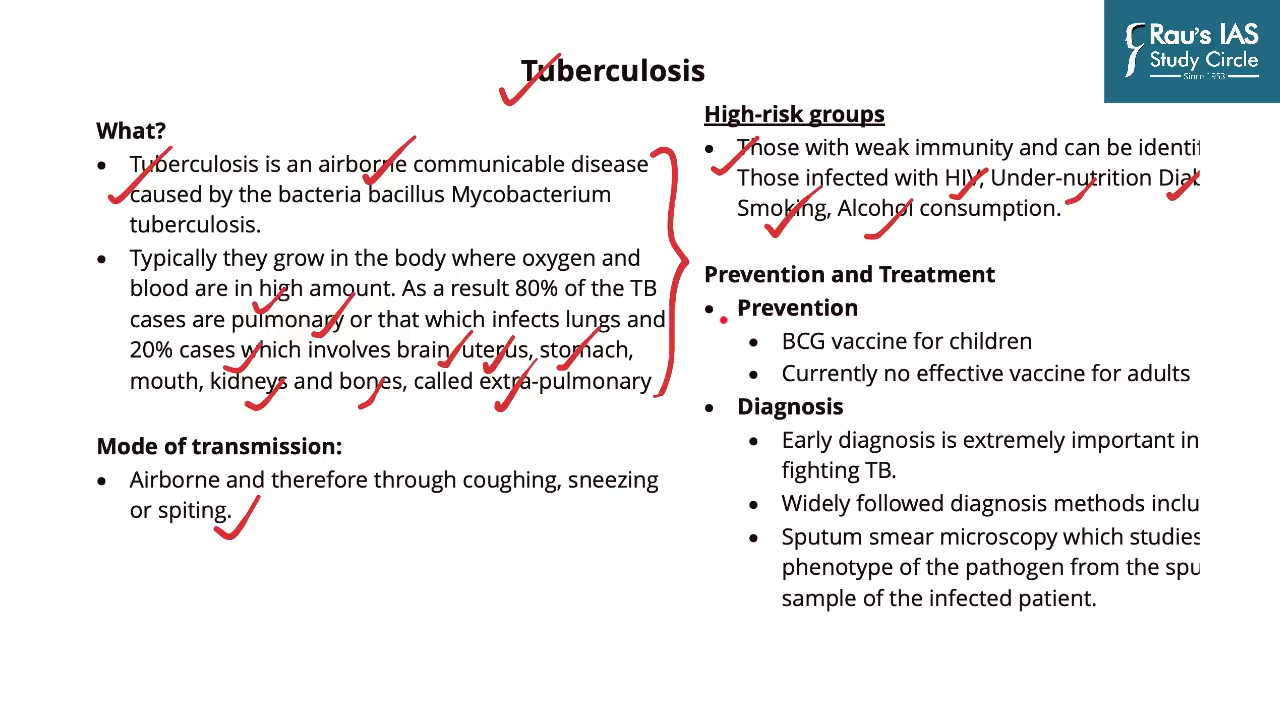 Rau's IAS
Study Circle
Since 1953
Tuberculosis
What?
• Tuberculosis is an airborne communicable disease
caused by the bacteria bacillus Mycobacterium
tuberculosis.
• Typically they grow in the body where oxygen and
blood are in high amount. As a result 80% of the TB
cases are pulmonary or that which infects lungs and
20% cases which involves brain, uterus, stomach,
mouth, kidneys and bones, called extra-pulmonary
Mode of transmission:
• Airborne and therefore through coughing, sneezing
or spiting.
High-risk groups
• Those with weak immunity and can be identif
Those infected with HIV, Under-nutrition Diab
Smoking, Alcohol consumption.
Prevention and Treatment
• Prevention
• BCG vaccine for children
• Currently no effective vaccine for adults
• Diagnosis
• Early diagnosis is extremely important in
fighting TB.
• Widely followed diagnosis methods inclu
• Sputum smear microscopy which studies
phenotype of the pathogen from the spu
sample of the infected patient.